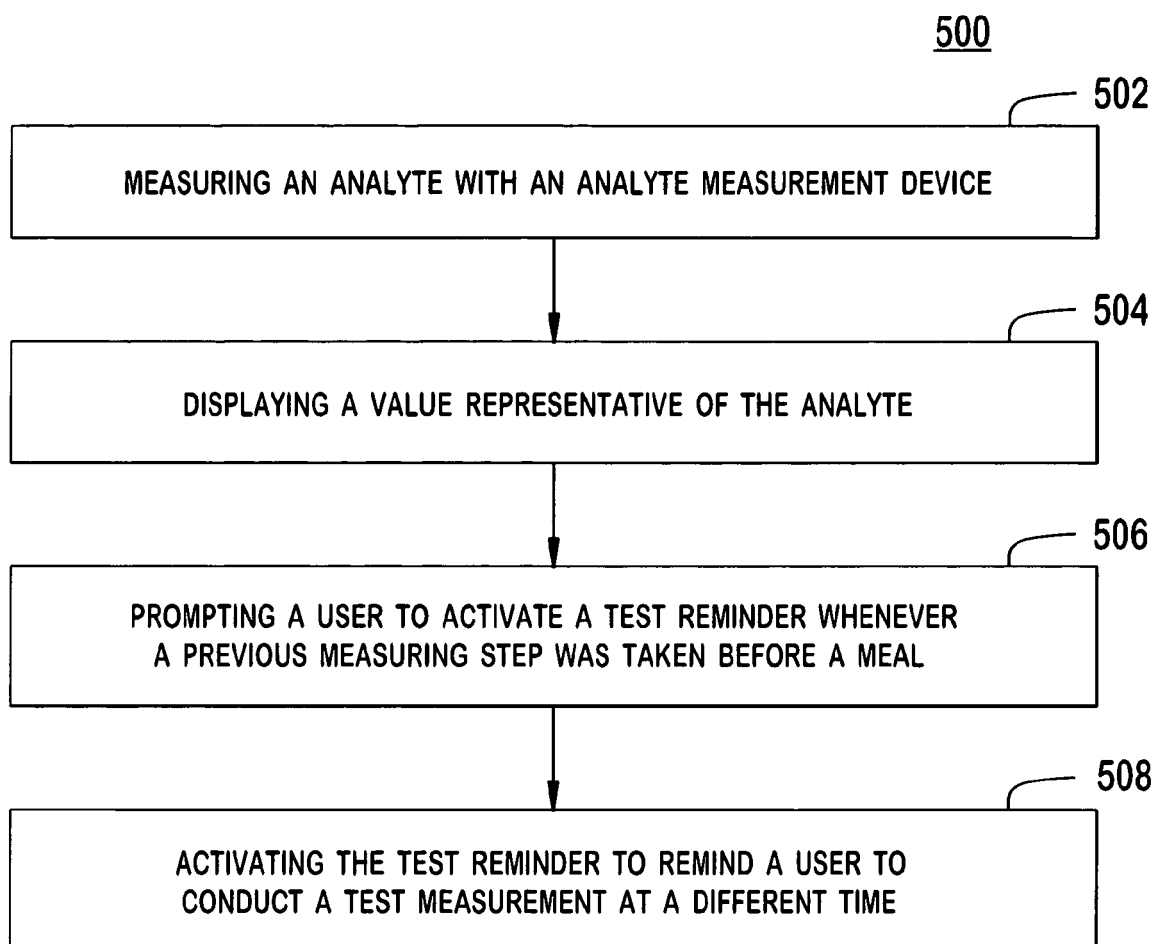 500
502
MEASURING AN ANALYTE WITH AN ANALYTE MEASUREMENT DEVICE
504
DISPLAYING A VALUE REPRESENTATIVE OF THE ANALYTE
506
PROMPTING A USER TO ACTIVATE A TEST REMINDER WHENEVER
A PREVIOUS MEASURING STEP WAS TAKEN BEFORE A MEAL
508
ACTIVATING THE TEST REMINDER TO REMIND A USER TO
CONDUCT A TEST MEASUREMENT AT A DIFFERENT TIME